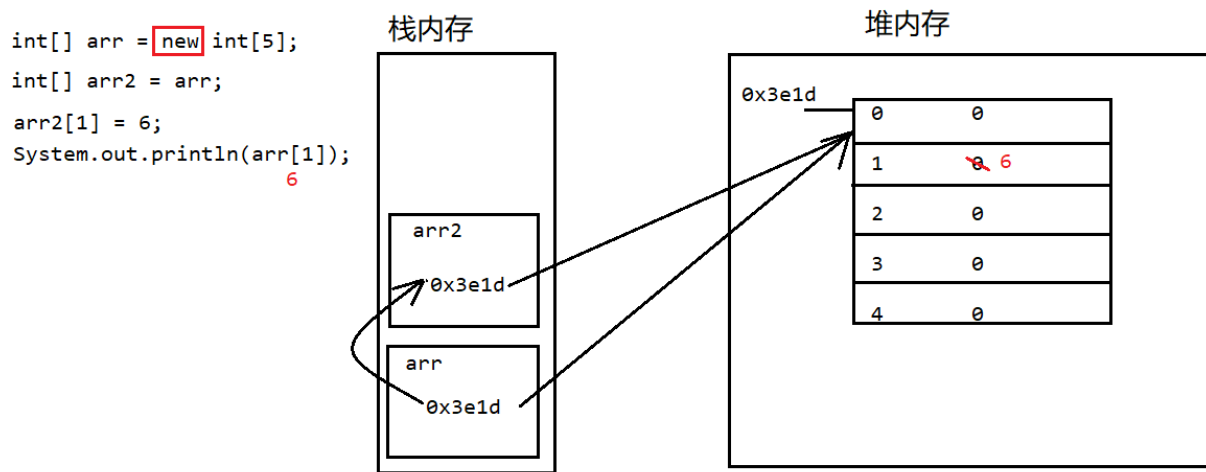 int[] arr = new int[5];
int[] arr2 = arr;
arr2[1] = 6;
System.out.println(arr[1]);
6
栈内存
arr2
0x3e1d
arr
0x3e1d
堆内存
0x3e1d
0 0
1 0 6
2 0
3 0
4 0